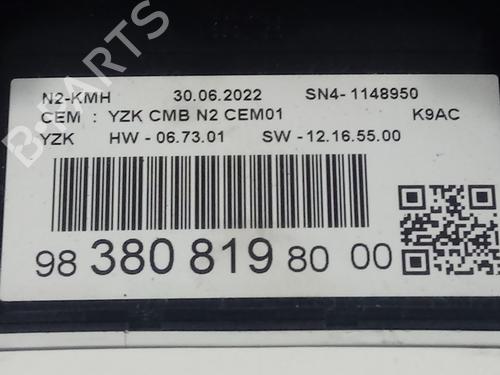 N2-KMH 30.06.2022 SN4-1148950
CEM : YZK CMB N2 CEM01 K9AC
YZK HW - 06.73.01 SW - 12.16.55.00
98 380 819 80 00
B-PARTS